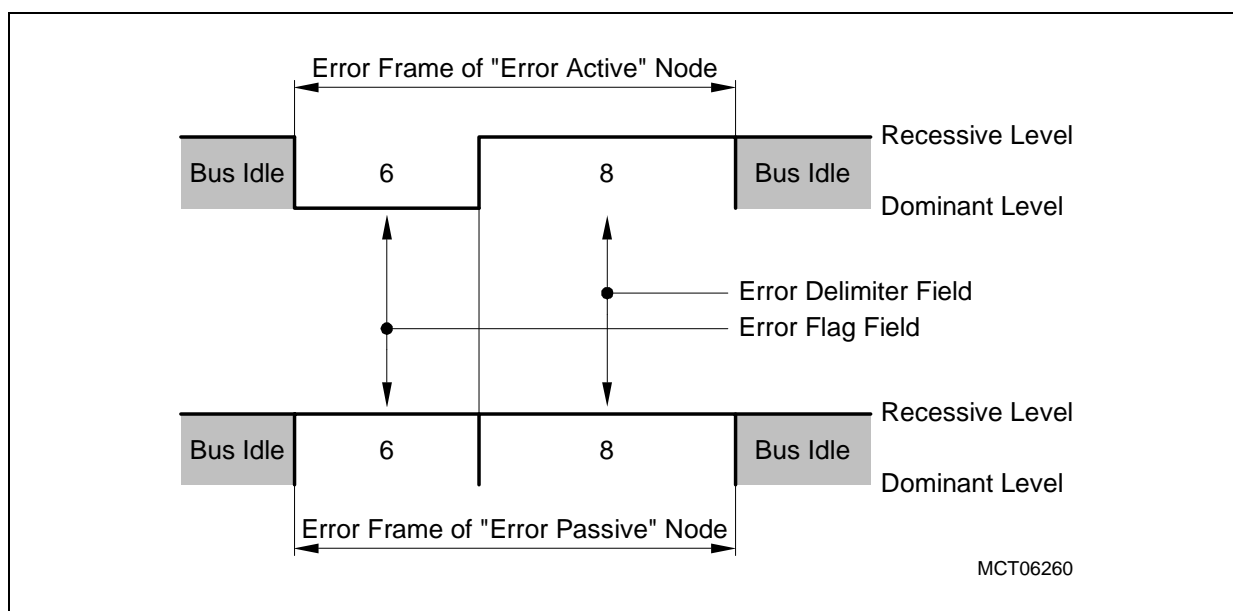 Error Frame of "Error Active" Node
Recessive Level
Bus Idle 6 8 Bus Idle
Dominant Level
Error Delimiter Field
Error Flag Field
Recessive Level
Bus Idle 6 8 Bus Idle
Dominant Level
Error Frame of "Error Passive" Node
MCT06260